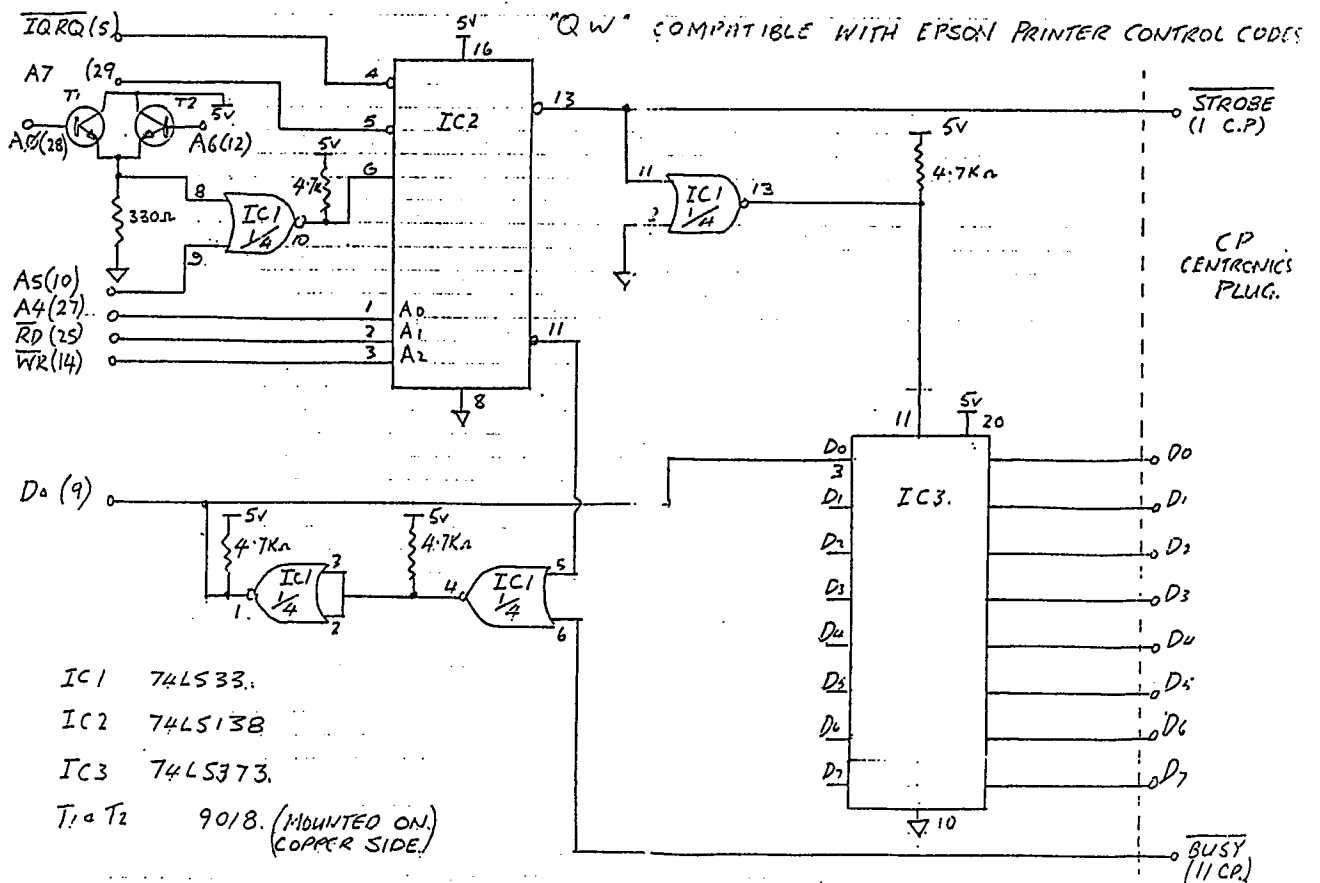 "QW" COMPATIBLE WITH EPSON PRINTER CONTROL CODES
IQRQ (5)
A7 (29
T1
T2
5v
A0(28)
A6(12)
330Ω
8
9
IC1
1/4
10
5v
4.7K
A5(10)
A4(27)
RD (25)
WR(14)
5v
16
4
5
6
IC2
1 A0
2 A1
3 A2
13
11
8
11
2
IC1
1/4
13
5v
4.7KΩ
STROBE
(1 C.P)
CP
CENTRONICS
PLUG.
D0 (9)
5v
4.7KΩ
5v
4.7KΩ
IC1
1/4
1
3
2
IC1
1/4
4
5
6
11
5v
20
IC3.
D0
3
D1
D2
D3
D4
D5
D6
D7
10
D0
D1
D2
D3
D4
D5
D6
D7
BUSY
(11 CP.)
IC1 74LS33.
IC2 74LS138
IC3 74LS373.
T1 & T2 9018. (MOUNTED ON.
COPPER SIDE.)